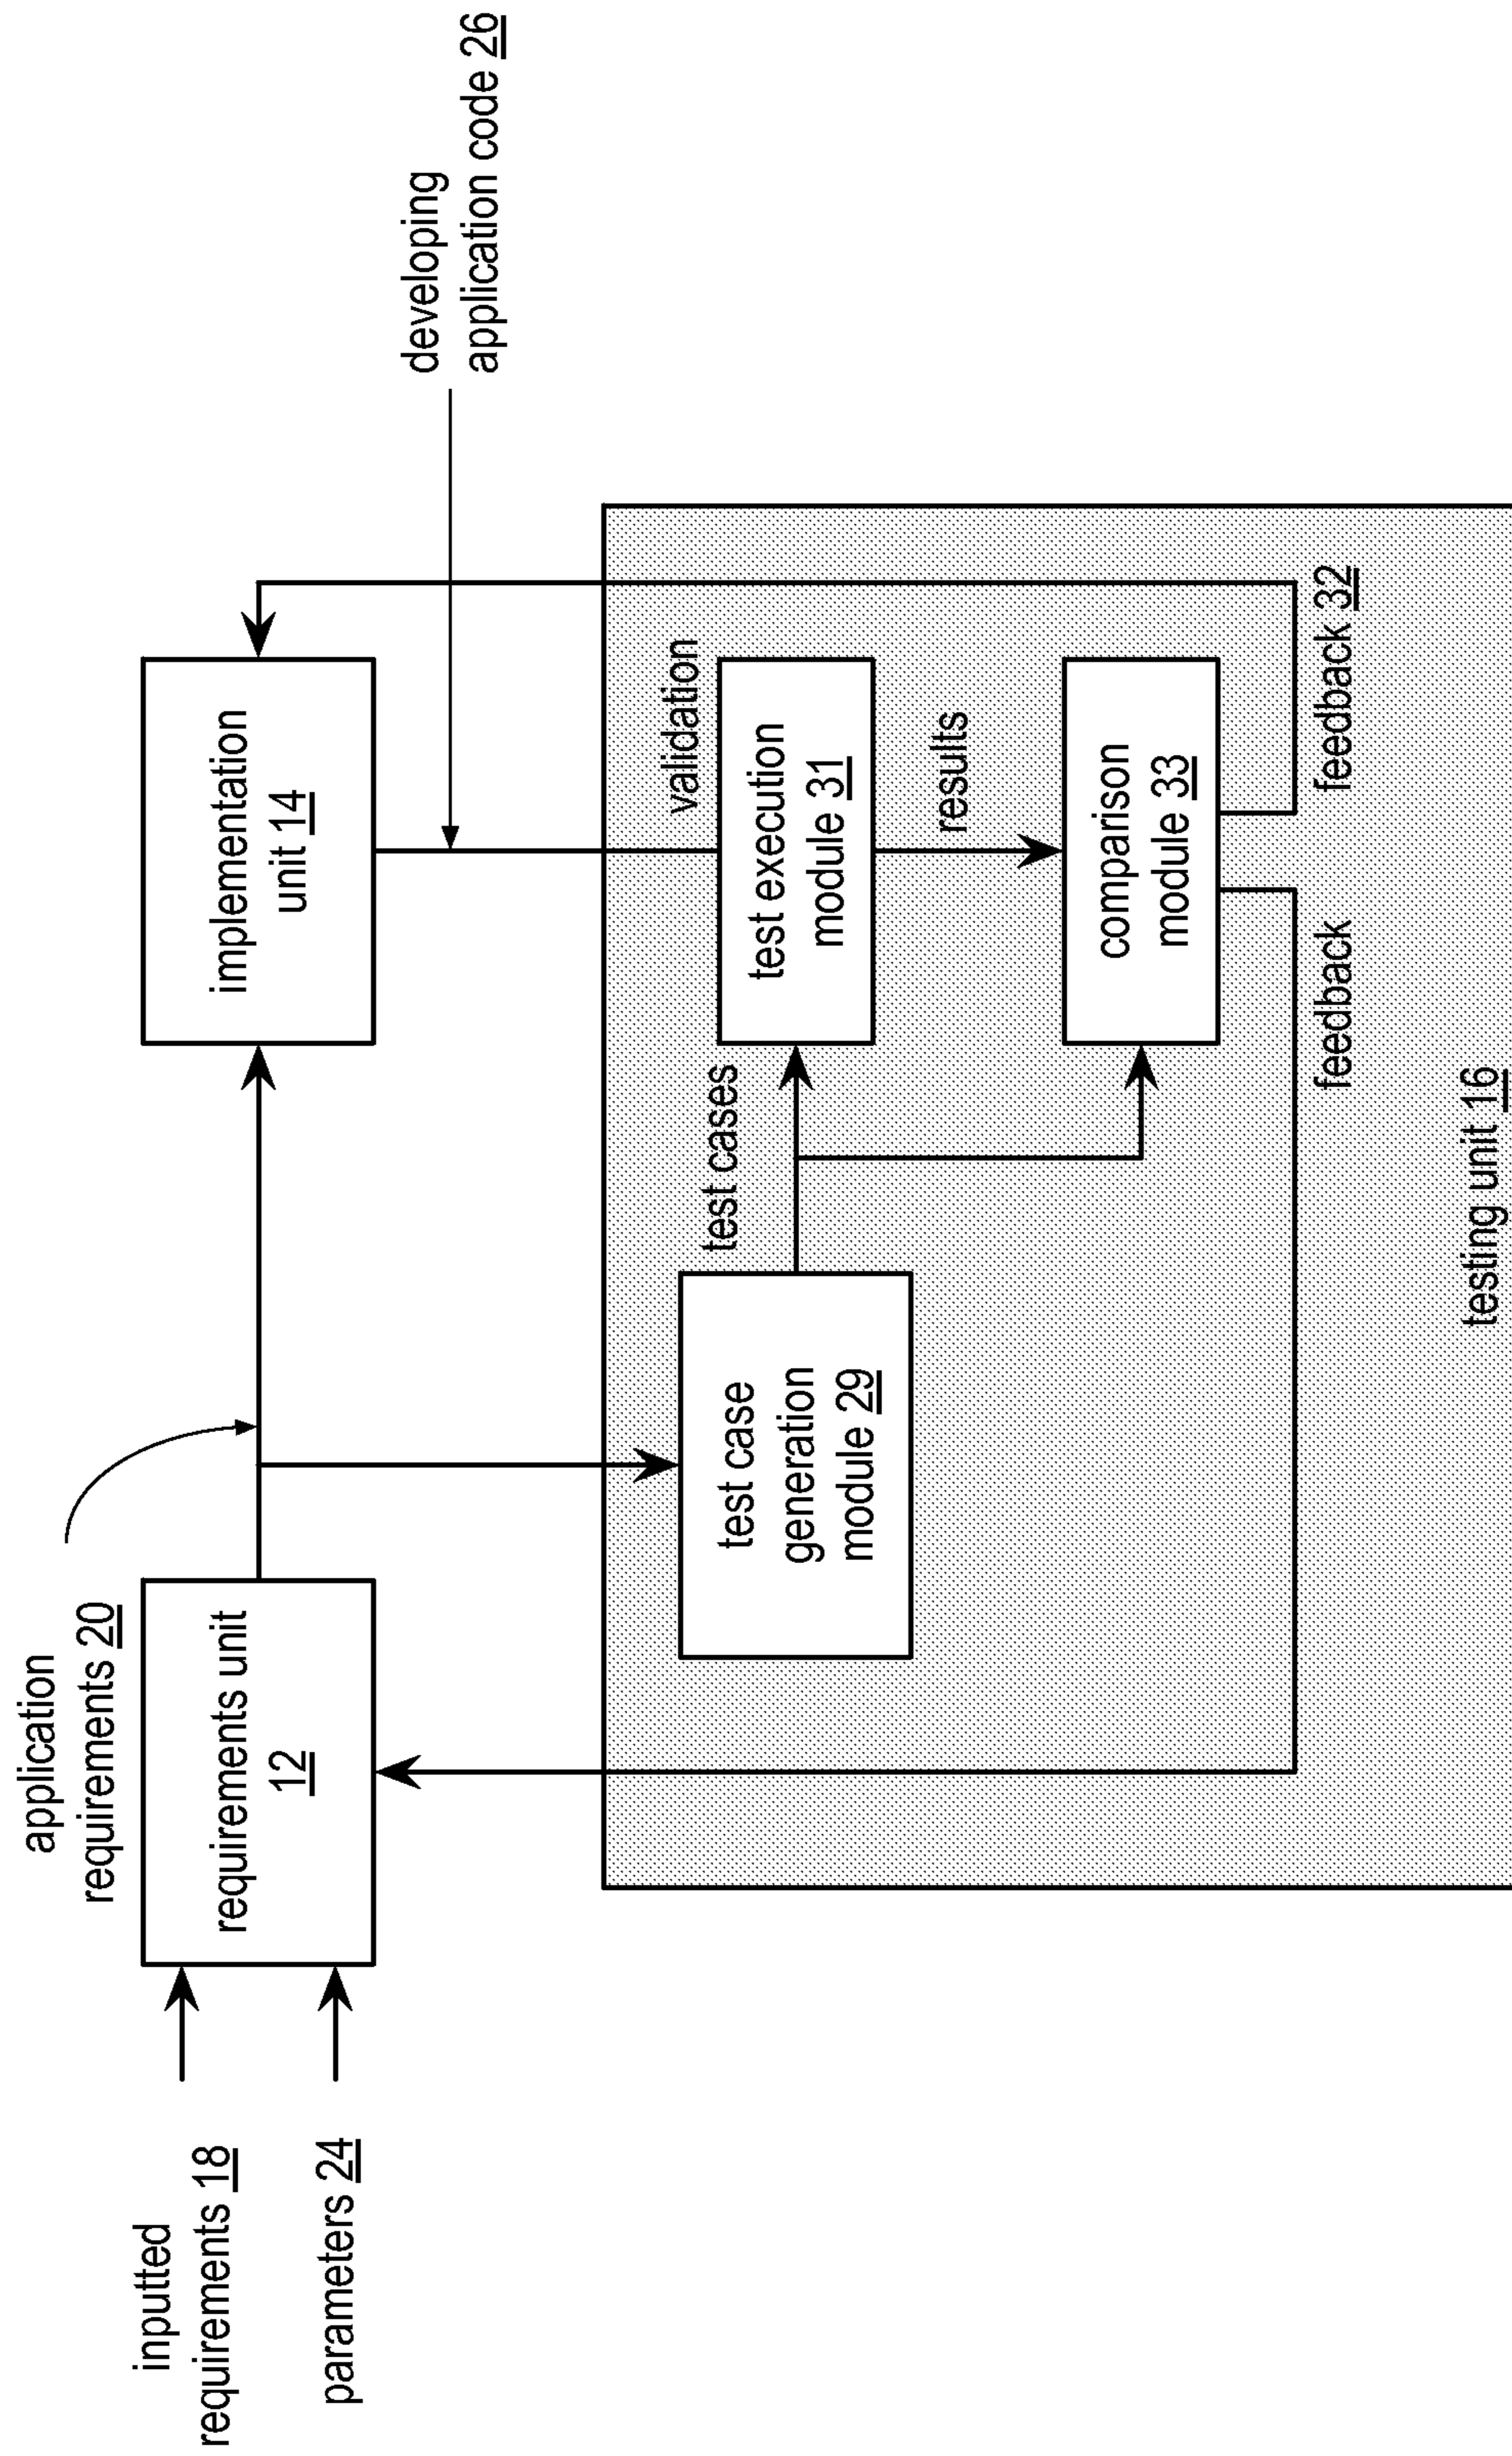 application
requirements 20
inputted
requirements 18
parameters 24
requirements unit
12
implementation
unit 14
developing
application code 26
test case
generation
module 29
test cases
validation
test execution
module 31
results
comparison
module 33
feedback
feedback 32
testing unit 16